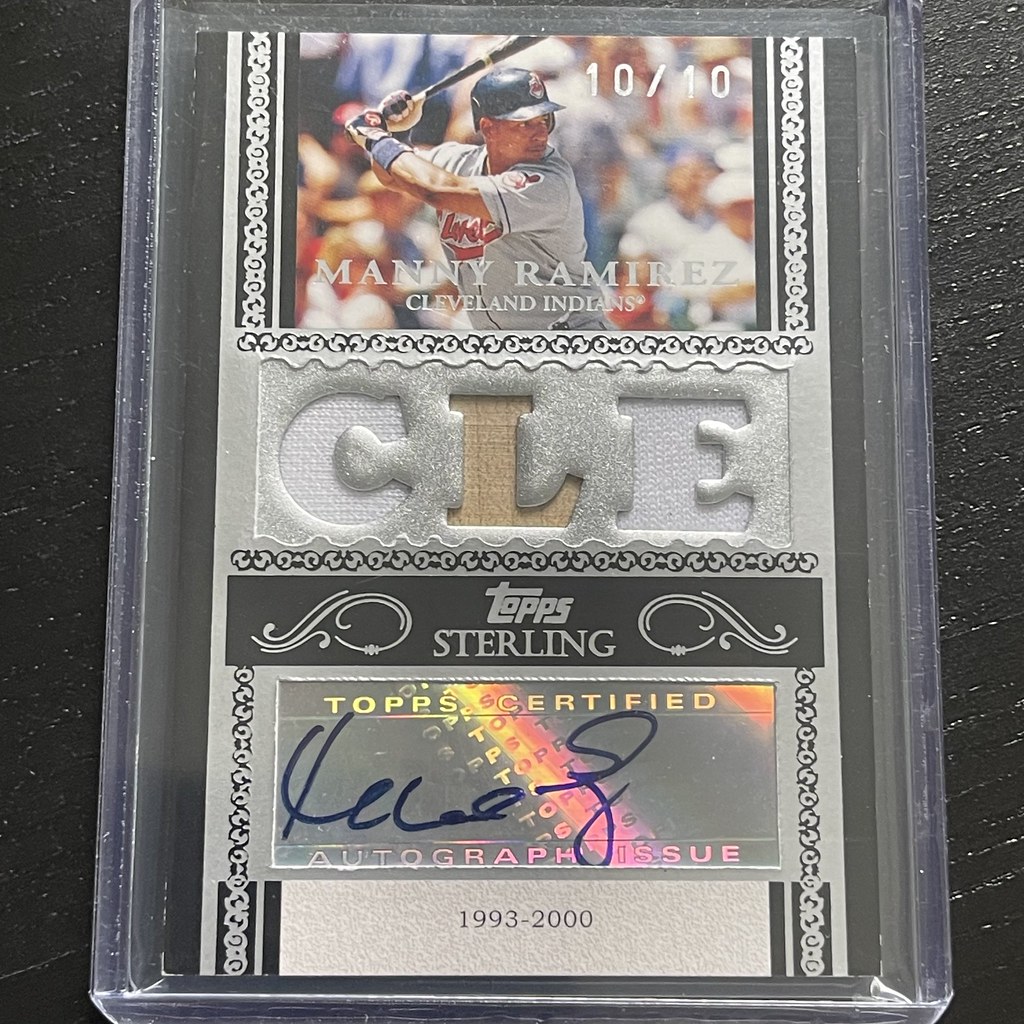 10/10
MANNY RAMIREZ
CLEVELAND INDIANS®
CLE
topps
STERLING
TOPPS CERTIFIED
AUTOGRAPH ISSUE
1993-2000